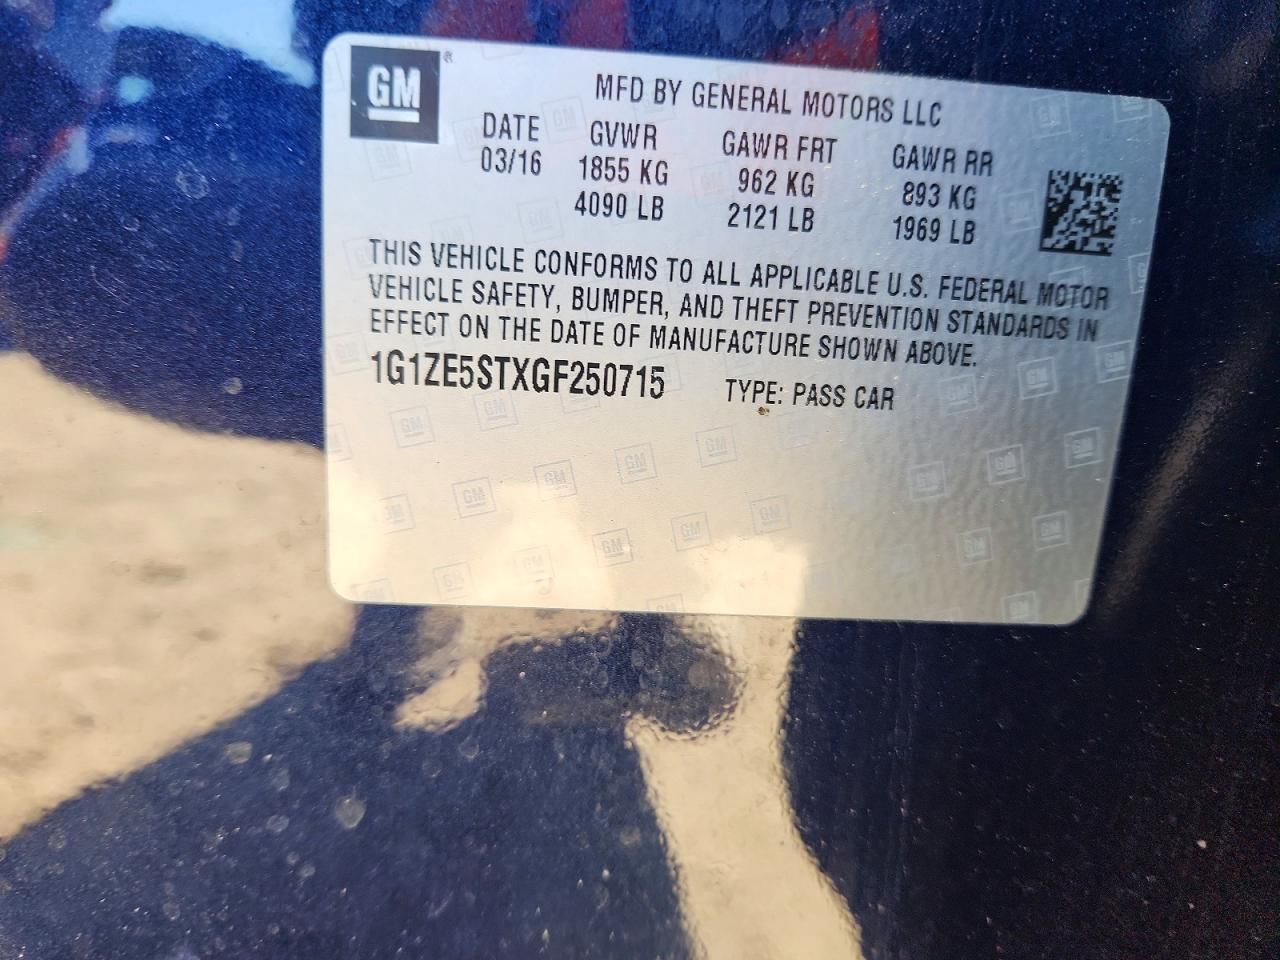 GM ®
MFD BY GENERAL MOTORS LLC
DATE GVWR GAWR FRT GAWR RR
03/16 1855 KG 962 KG 893 KG
4090 LB 2121 LB 1969 LB
THIS VEHICLE CONFORMS TO ALL APPLICABLE U.S. FEDERAL MOTOR
VEHICLE SAFETY, BUMPER, AND THEFT PREVENTION STANDARDS IN
EFFECT ON THE DATE OF MANUFACTURE SHOWN ABOVE.
1G1ZE5STXGF250715 TYPE: PASS CAR